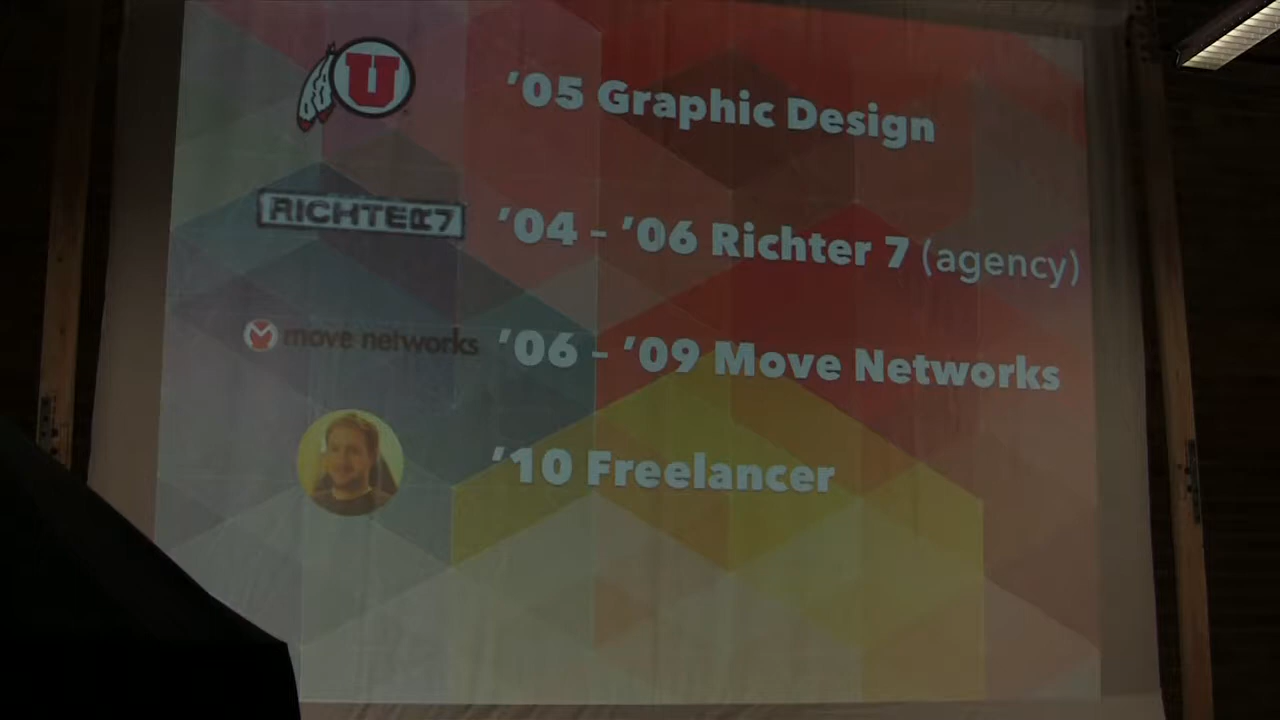 U
’05 Graphic Design
RICHTER7
’04 – ’06 Richter 7 (agency)
move networks
’06 – ’09 Move Networks
’10 Freelancer